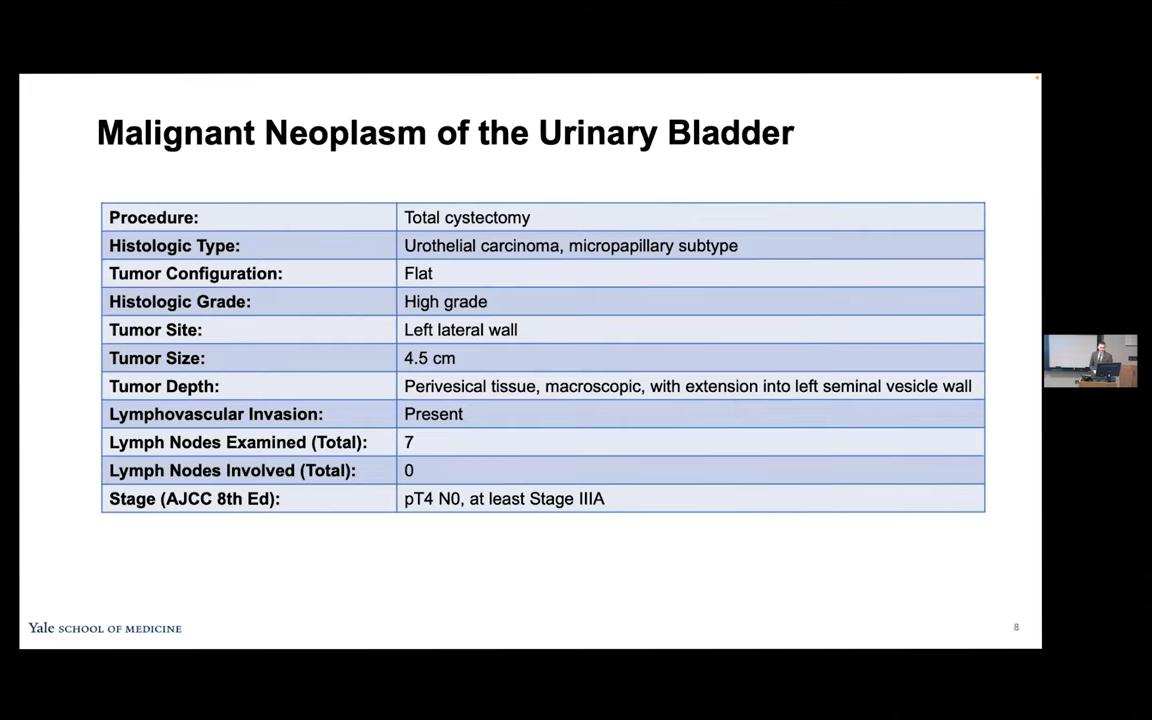 Malignant Neoplasm of the Urinary Bladder
Procedure: Total cystectomy
Histologic Type: Urothelial carcinoma, micropapillary subtype
Tumor Configuration: Flat
Histologic Grade: High grade
Tumor Site: Left lateral wall
Tumor Size: 4.5 cm
Tumor Depth: Perivesical tissue, macroscopic, with extension into left seminal vesicle wall
Lymphovascular Invasion: Present
Lymph Nodes Examined (Total): 7
Lymph Nodes Involved (Total): 0
Stage (AJCC 8th Ed): pT4 N0, at least Stage IIIA
Yale SCHOOL OF MEDICINE
8